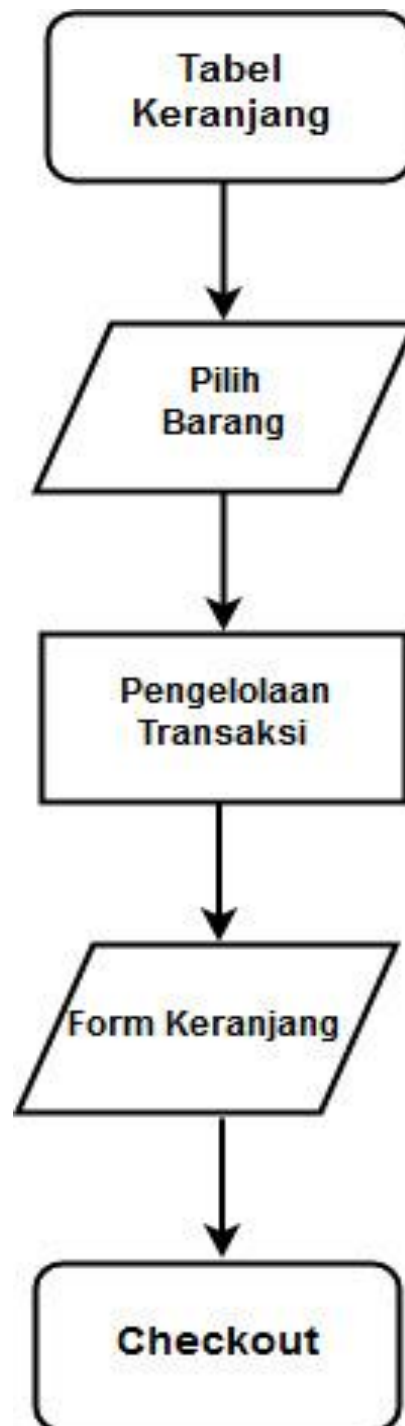 Tabel
Keranjang
Pilih
Barang
Pengelolaan
Transaksi
Form Keranjang
Checkout